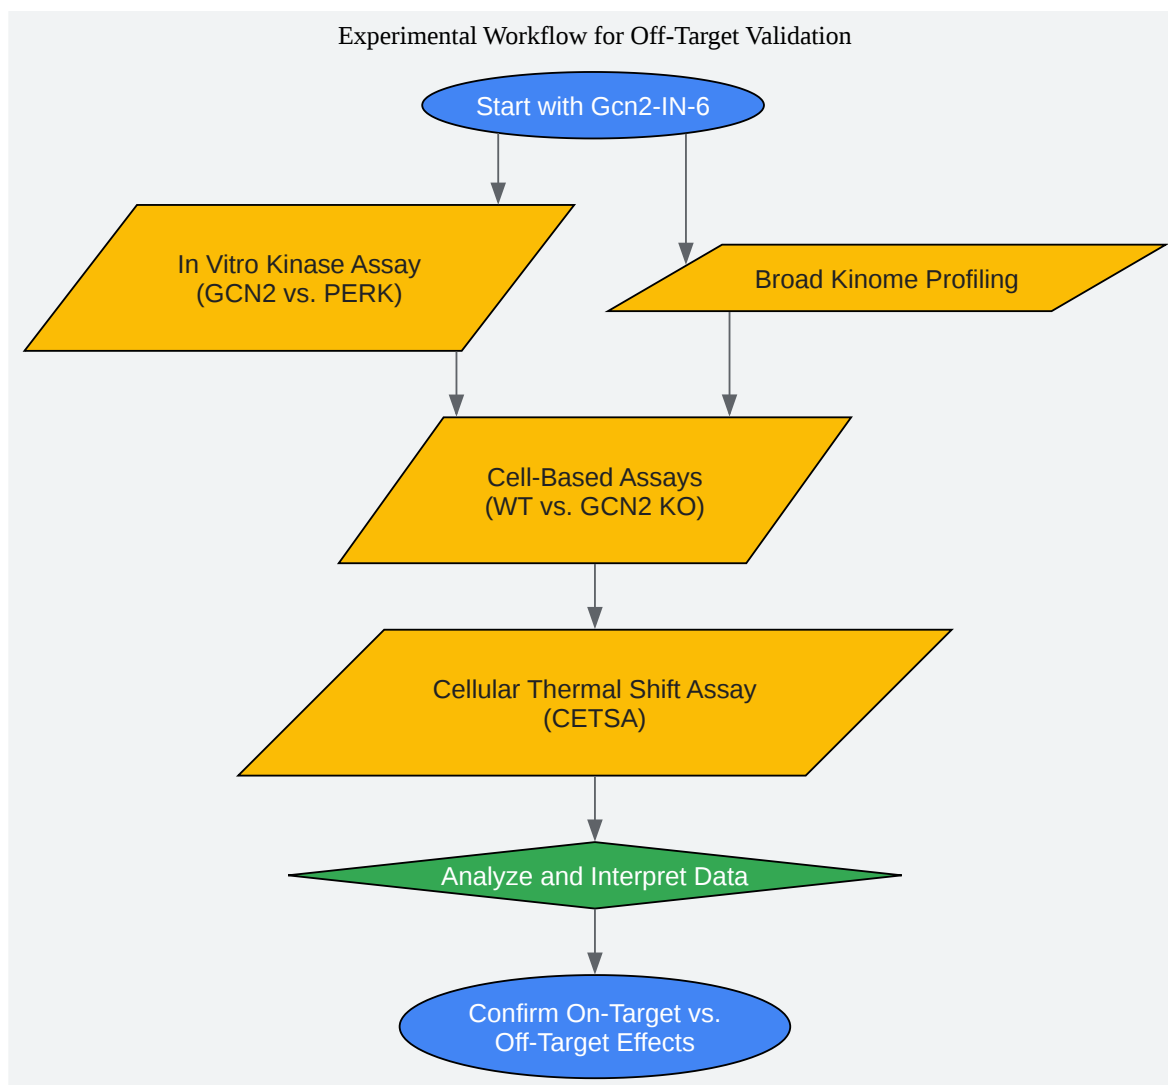 Experimental Workflow for Off-Target Validation
Start with Gcn2-IN-6
In Vitro Kinase Assay
(GCN2 vs. PERK)
Broad Kinome Profiling
Cell-Based Assays
(WT vs. GCN2 KO)
Cellular Thermal Shift Assay
(CETSA)
Analyze and Interpret Data
Confirm On-Target vs.
Off-Target Effects